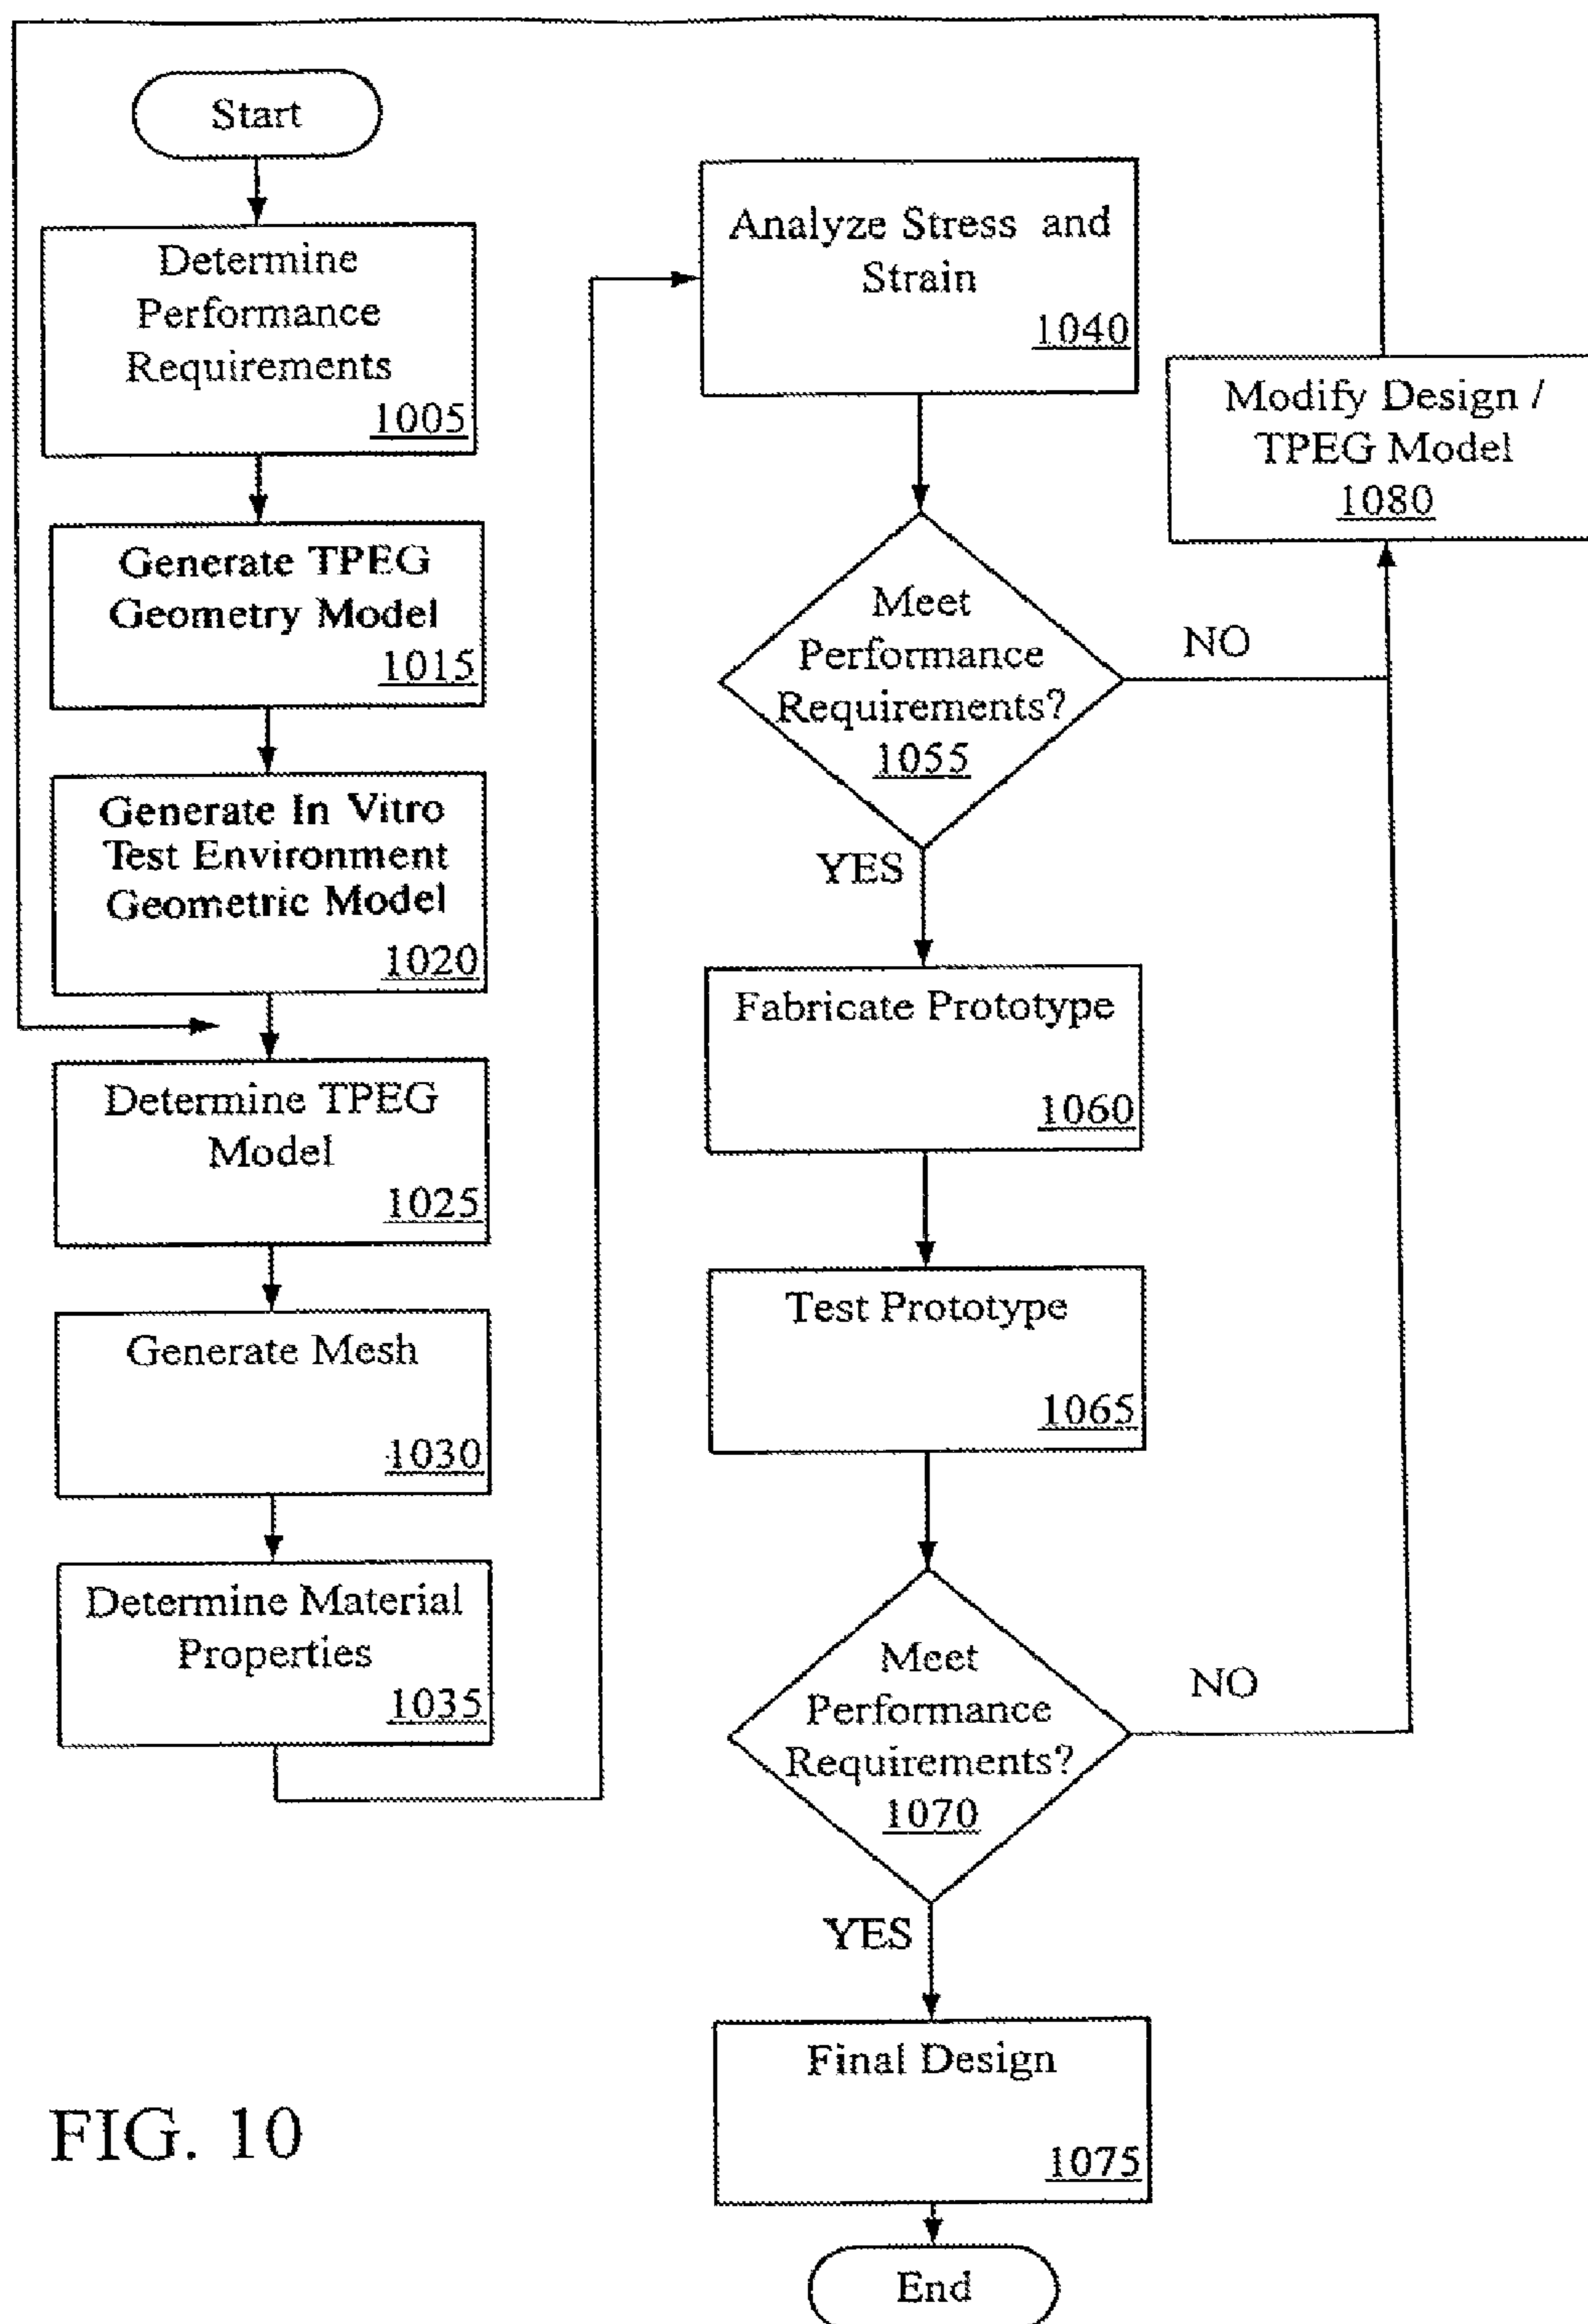 Start
Determine
Performance
Requirements
1005
Generate TPEG
Geometry Model
1015
Generate In Vitro
Test Environment
Geometric Model
1020
Determine TPEG
Model
1025
Generate Mesh
1030
Determine Material
Properties
1035
Analyze Stress and
Strain
1040
Meet
Performance
Requirements?
1055
NO
YES
Modify Design /
TPEG Model
1080
Fabricate Prototype
1060
Test Prototype
1065
Meet
Performance
Requirements?
1070
NO
YES
Final Design
1075
End
FIG. 10